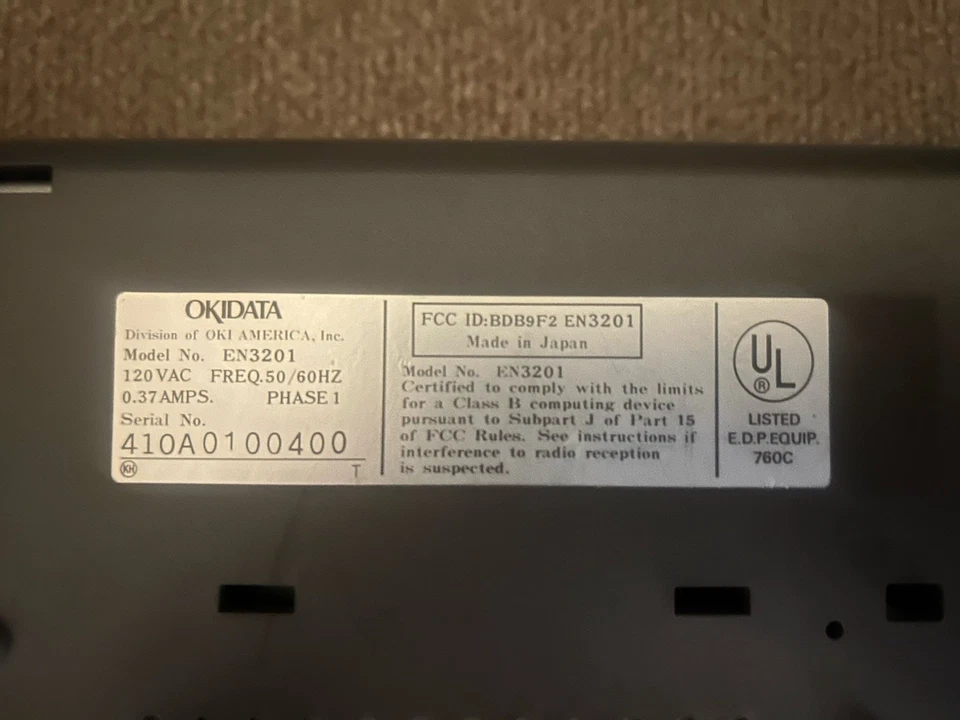 OKIDATA
Division of OKI AMERICA, Inc.
Model No. EN3201
120VAC FREQ.50/60HZ
0.37AMPS. PHASE1
Serial No.
410A0100400
KH T
FCC ID:BDB9F2 EN3201
Made in Japan
Model No. EN3201
Certified to comply with the limits
for a Class B computing device
pursuant to Subpart J of Part 15
of FCC Rules. See instructions if
interference to radio reception
is suspected.
UL
®
LISTED
E.D.P.EQUIP.
760C